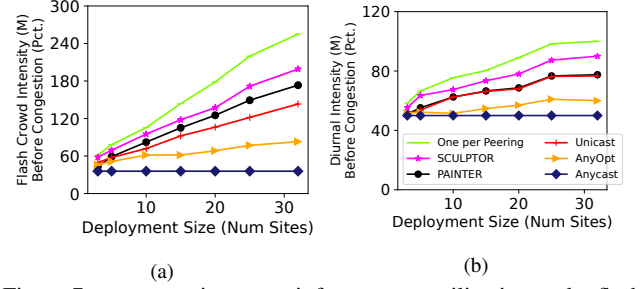 Flash Crowd Intensity (M)
Before Congestion (Pct.)
300
240
180
120
60
0
10
20
30
Deployment Size (Num Sites)
(a)
Diurnal Intensity (M)
Before Congestion (Pct.)
120
80
40
0
One per Peering
SCULPTOR
PAINTER
Unicast
AnyOpt
Anycast
10
20
30
Deployment Size (Num Sites)
(b)